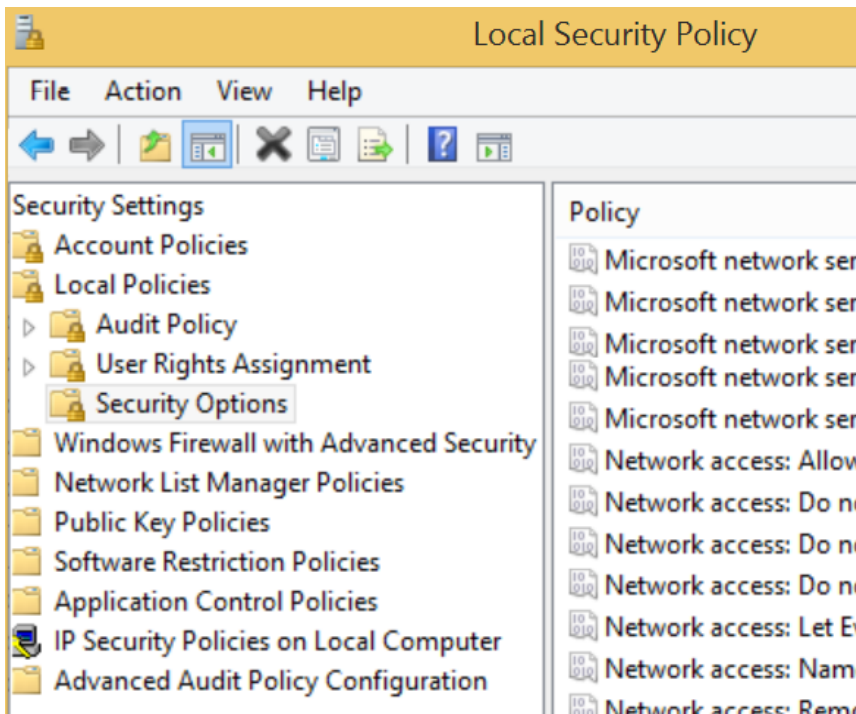 Local Security Policy
File Action View Help
Security Settings
Account Policies
Local Policies
Audit Policy
User Rights Assignment
Security Options
Windows Firewall with Advanced Security
Network List Manager Policies
Public Key Policies
Software Restriction Policies
Application Control Policies
IP Security Policies on Local Computer
Advanced Audit Policy Configuration
Policy
Microsoft network ser
Microsoft network ser
Microsoft network ser
Microsoft network ser
Microsoft network ser
Network access: Allow
Network access: Do no
Network access: Do no
Network access: Do no
Network access: Let Ev
Network access: Nam
Network access: Remo